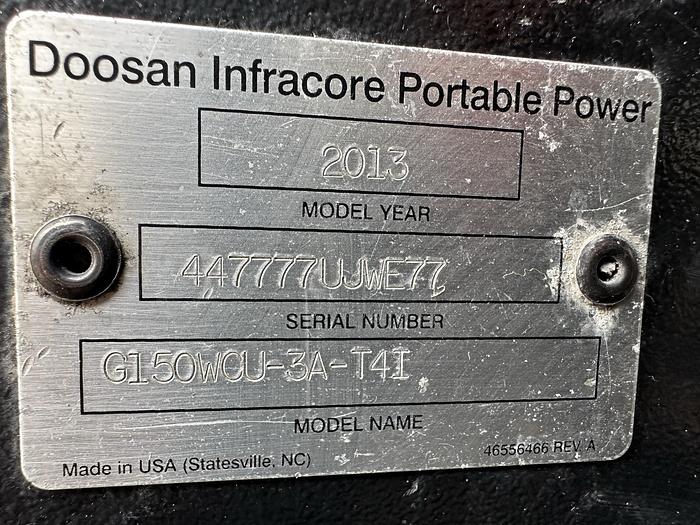 Doosan Infracore Portable Power
2013
MODEL YEAR
447777UJWE77
SERIAL NUMBER
G150WCU-3A-T4I
MODEL NAME
Made in USA (Statesville, NC)
46556466 REV A